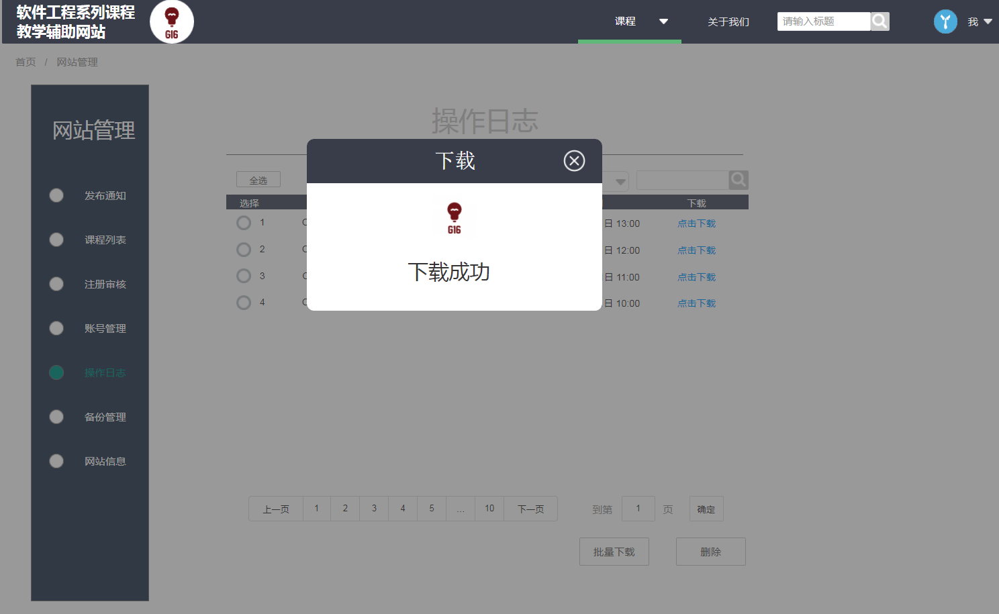 软件工程系列课程
教学辅助网站
G16
课程
关于我们
请输入标题
我
首页 / 网站管理
网站管理
发布通知
课程列表
注册审核
账号管理
操作日志
备份管理
网站信息
操作日志
全选
选择 下载
1 日 13:00 点击下载
2 日 12:00 点击下载
3 日 11:00 点击下载
4 日 10:00 点击下载
下载
G16
下载成功
上一页 1 2 3 4 5 ... 10 下一页 到第 1 页 确定
批量下载 删除